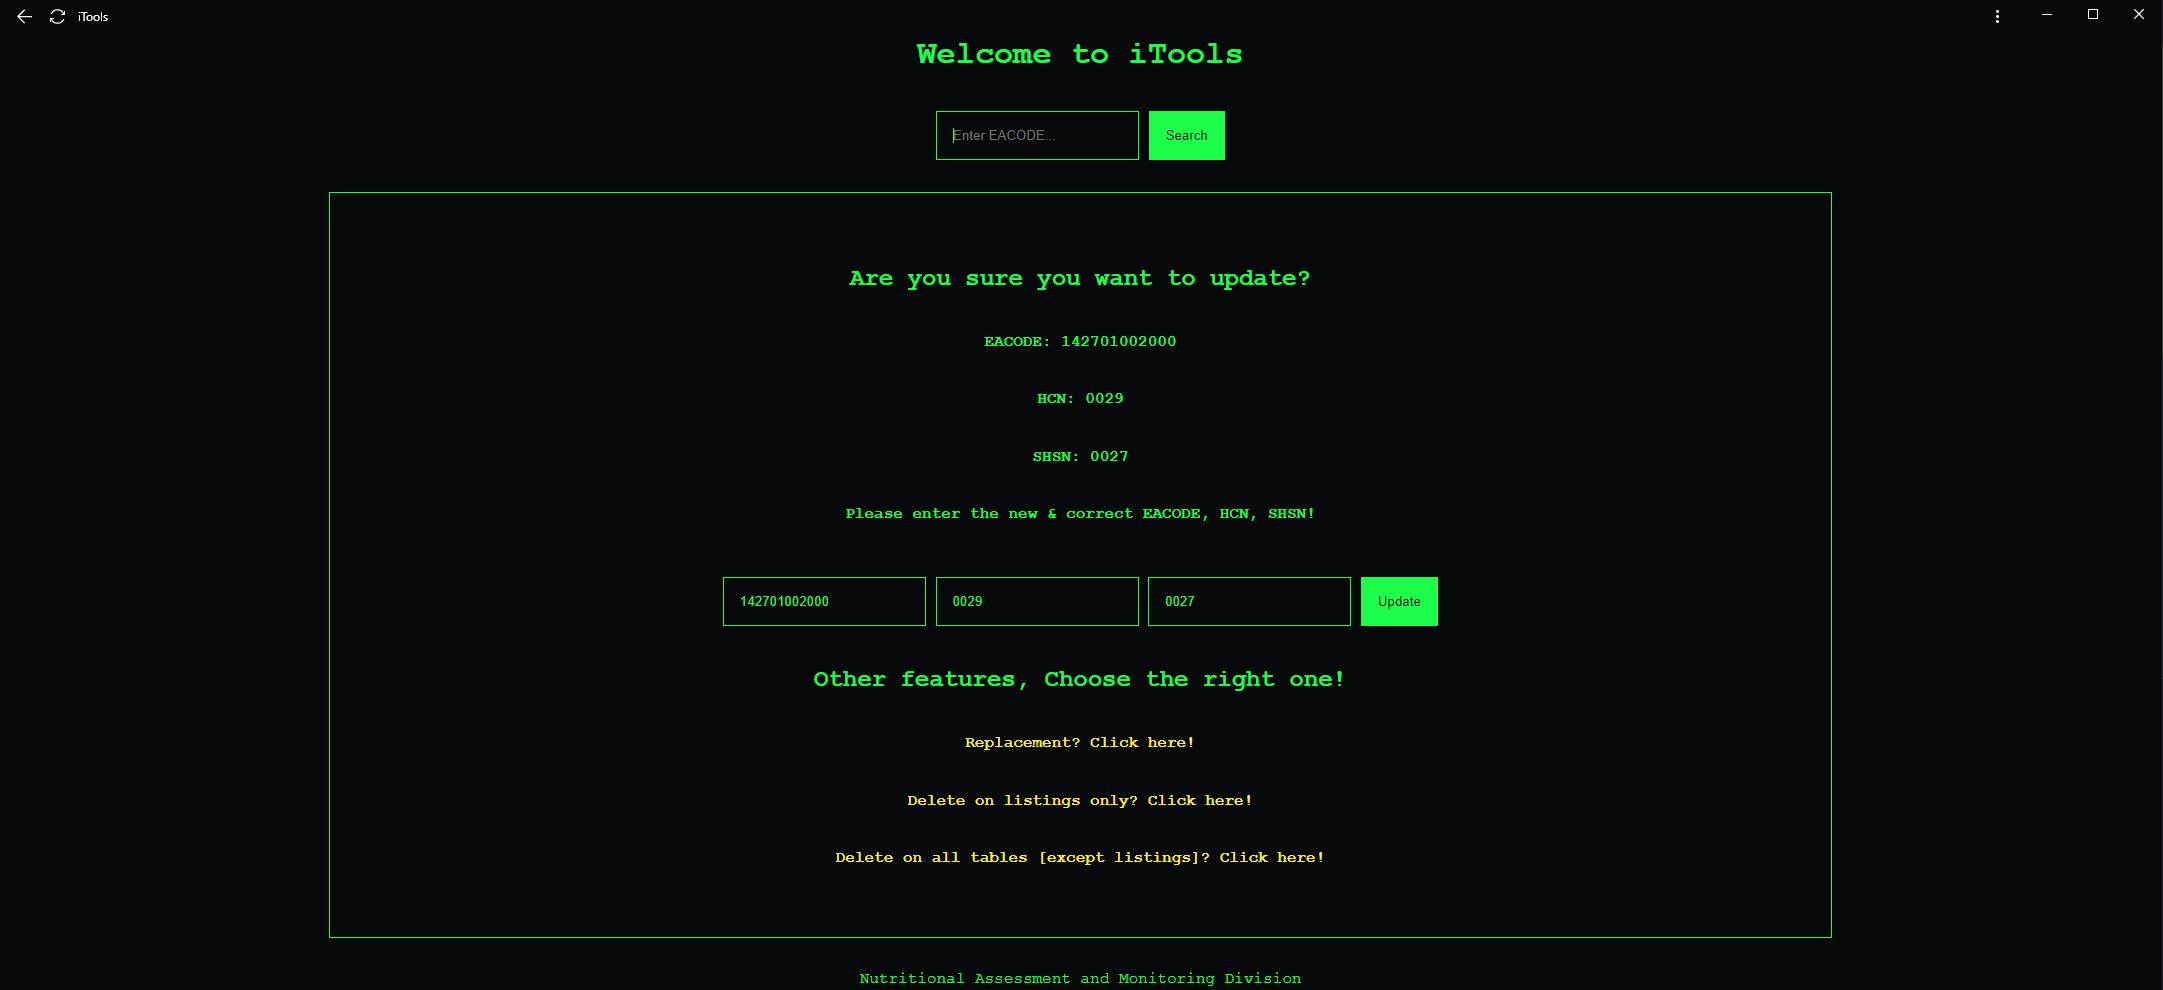 iTools
Welcome to iTools
Enter EACODE...
Search
Are you sure you want to update?
EACODE: 142701002000
HCN: 0029
SHSN: 0027
Please enter the new & correct EACODE, HCN, SHSN!
142701002000 0029 0027 Update
Other features, Choose the right one!
Replacement? Click here!
Delete on listings only? Click here!
Delete on all tables [except listings]? Click here!
Nutritional Assessment and Monitoring Division